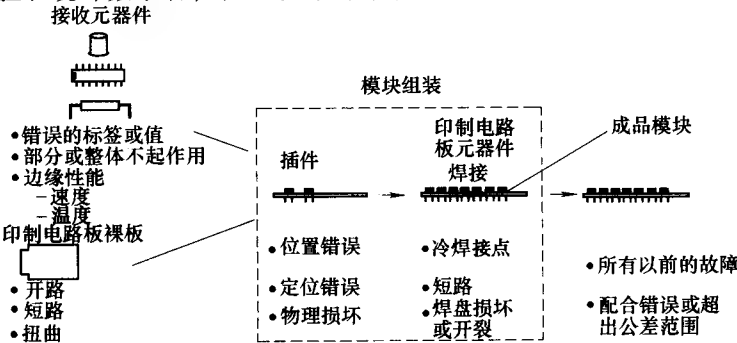 接收元器件
•错误的标签或值
•部分或整体不起作用
•边缘性能
–速度
–温度
印制电路板裸板
•开路
•短路
•扭曲
模块组装
插件
•位置错误
•定位错误
•物理损坏
印制电路
板元器件
焊接
•冷焊接点
•短路
•焊盘损坏
或开裂
成品模块
•所有以前的故障
•配合错误或超
出公差范围